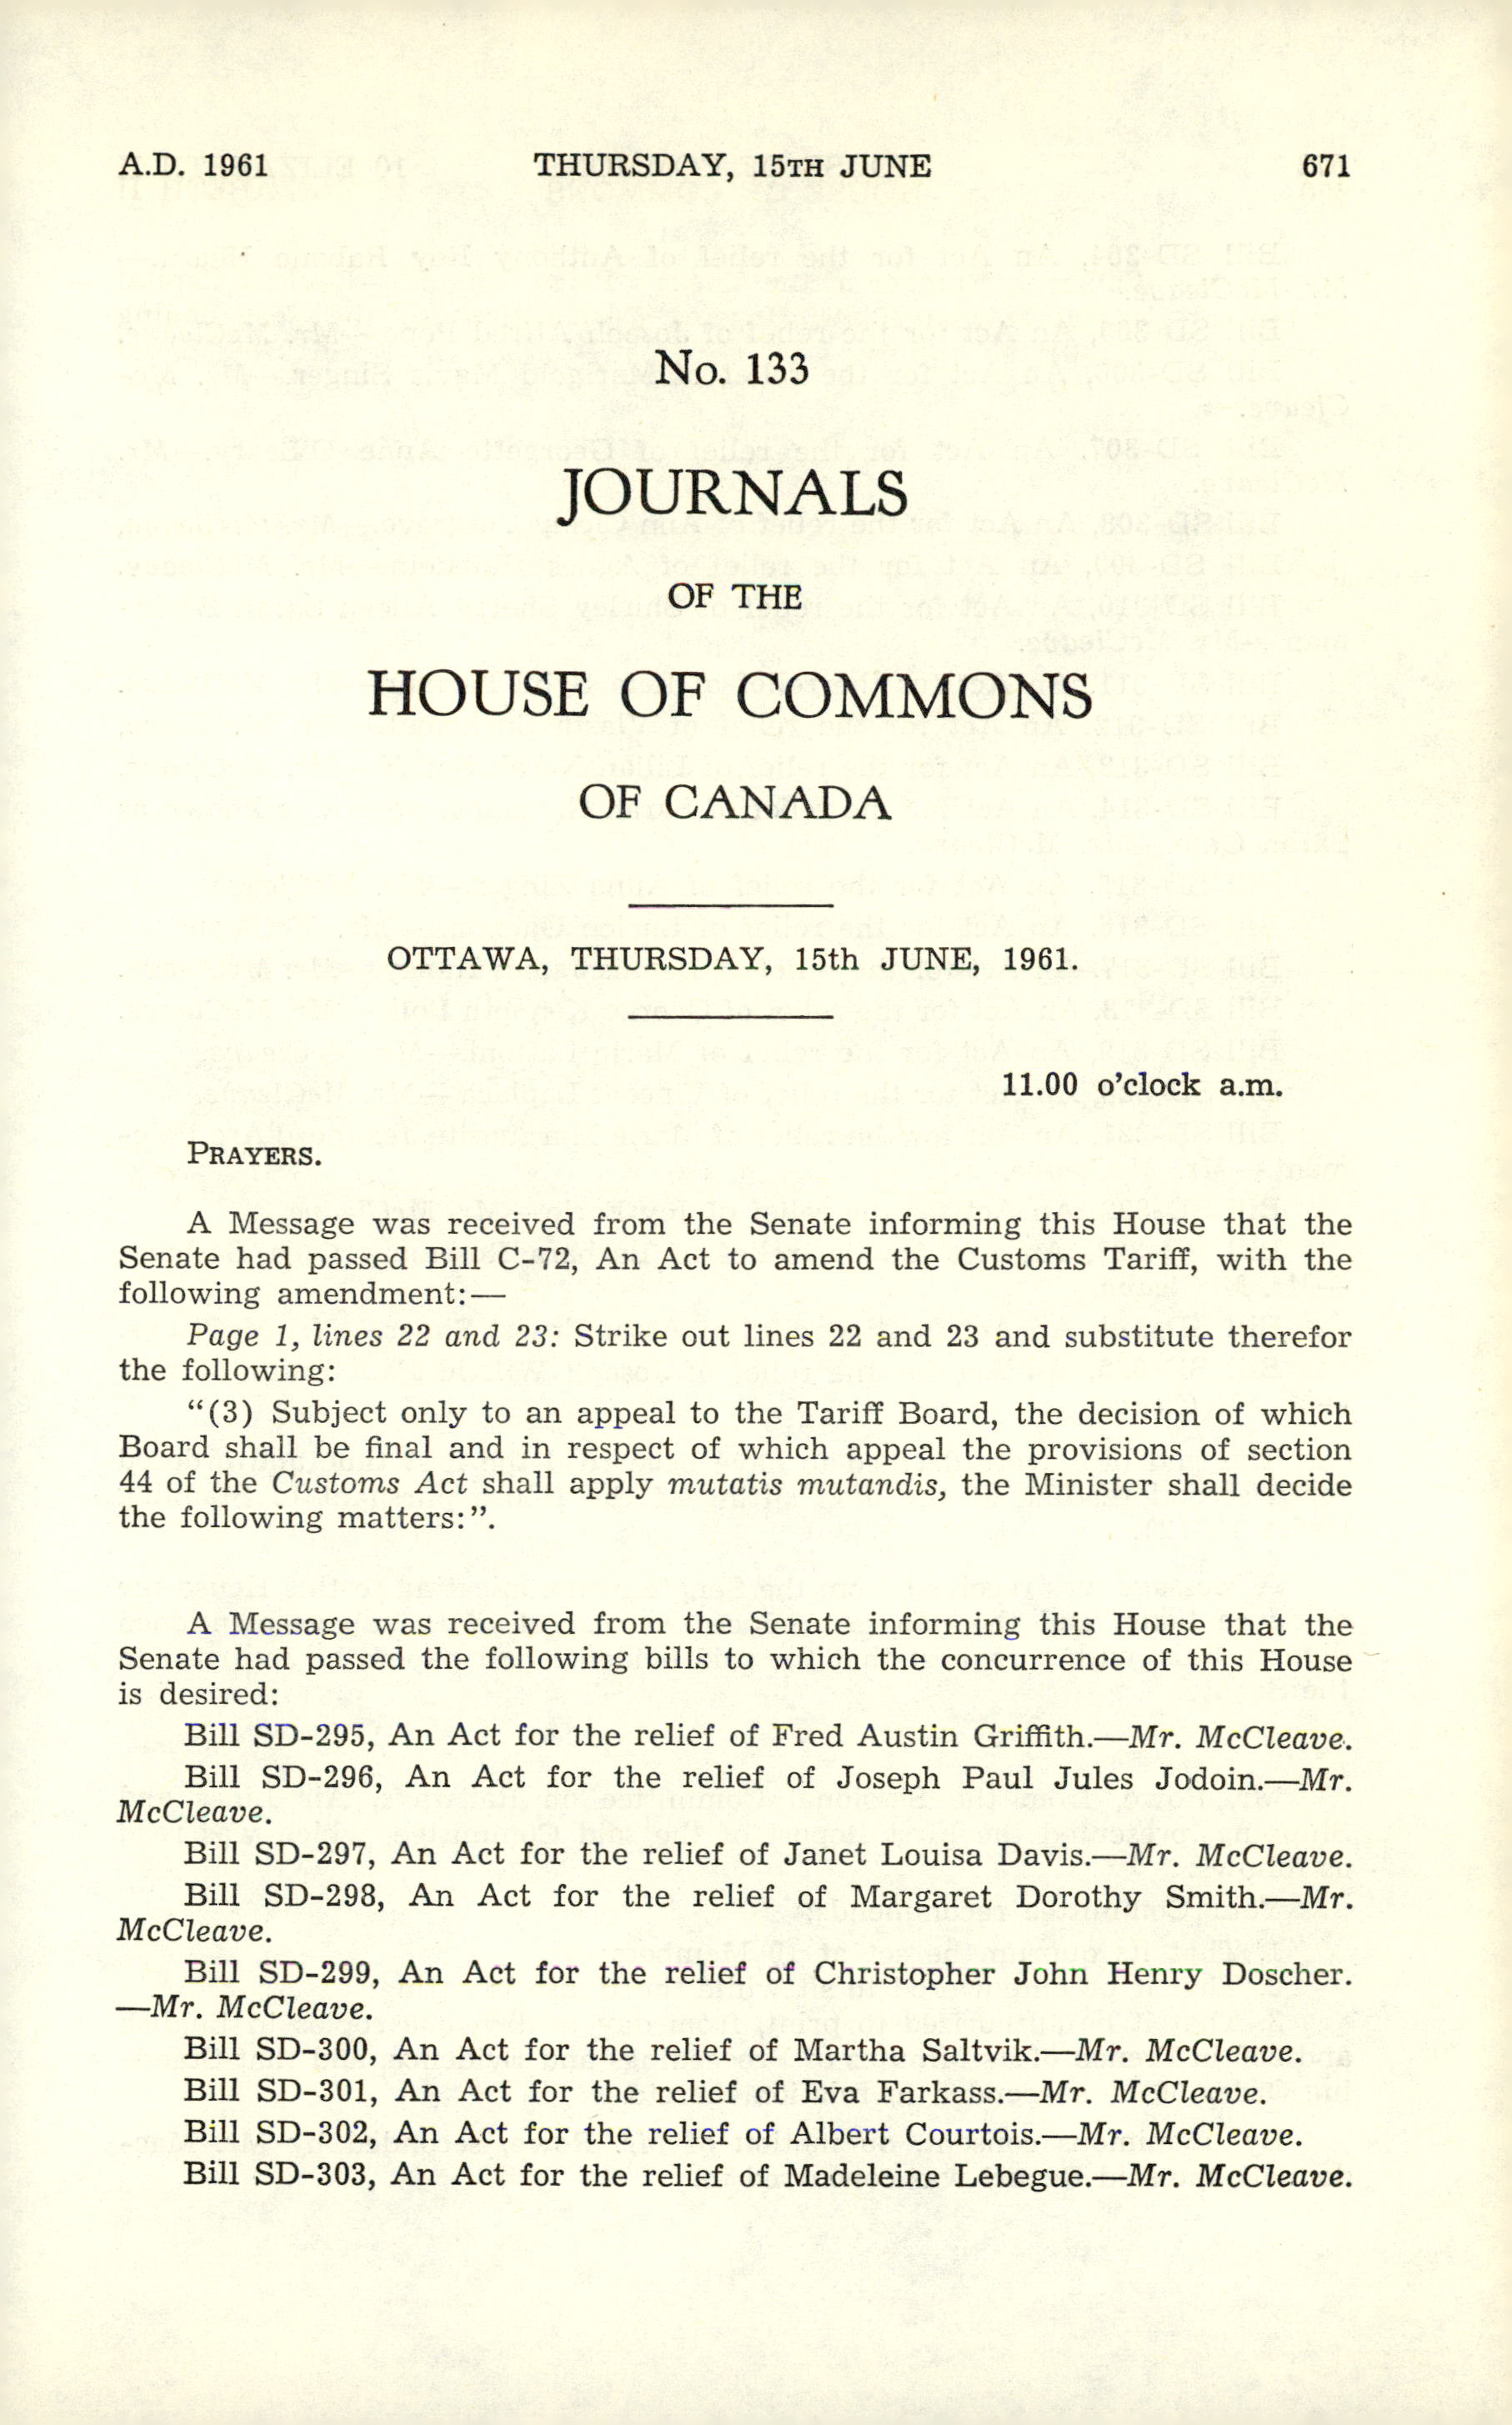 A.D. 1961 THURSDAY, 15TH JUNE 671
No. 133
JOURNALS
OF THE
HOUSE OF COMMONS
OF CANADA
OTTAWA, THURSDAY, 15th JUNE, 1961.
11.00 o'clock a.m.
PRAYERS.
A Message was received from the Senate informing this House that the
Senate had passed Bill C-72, An Act to amend the Customs Tariff, with the
following amendment:—
Page 1, lines 22 and 23: Strike out lines 22 and 23 and substitute therefor
the following:
"(3) Subject only to an appeal to the Tariff Board, the decision of which
Board shall be final and in respect of which appeal the provisions of section
44 of the Customs Act shall apply mutatis mutandis, the Minister shall decide
the following matters:".
A Message was received from the Senate informing this House that the
Senate had passed the following bills to which the concurrence of this House
is desired:
Bill SD-295, An Act for the relief of Fred Austin Griffith.—Mr. McCleave.
Bill SD-296, An Act for the relief of Joseph Paul Jules Jodoin.—Mr.
McCleave.
Bill SD-297, An Act for the relief of Janet Louisa Davis.—Mr. McCleave.
Bill SD-298, An Act for the relief of Margaret Dorothy Smith.—Mr.
McCleave.
Bill SD-299, An Act for the relief of Christopher John Henry Doscher.
—Mr. McCleave.
Bill SD-300, An Act for the relief of Martha Saltvik.—Mr. McCleave.
Bill SD-301, An Act for the relief of Eva Farkass.—Mr. McCleave.
Bill SD-302, An Act for the relief of Albert Courtois.—Mr. McCleave.
Bill SD-303, An Act for the relief of Madeleine Lebegue.—Mr. McCleave.